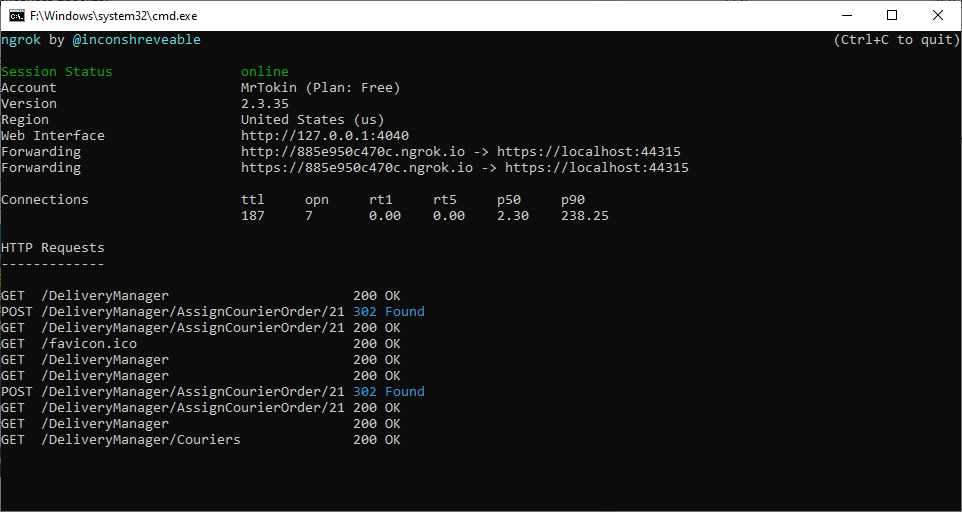 F:\Windows\system32\cmd.exe
ngrok by @inconshreveable (Ctrl+C to quit)
Session Status online
Account MrTokin (Plan: Free)
Version 2.3.35
Region United States (us)
Web Interface http://127.0.0.1:4040
Forwarding http://885e950c470c.ngrok.io -> https://localhost:44315
Forwarding https://885e950c470c.ngrok.io -> https://localhost:44315
Connections ttl opn rt1 rt5 p50 p90
187 7 0.00 0.00 2.30 238.25
HTTP Requests
-------------
GET /DeliveryManager 200 OK
POST /DeliveryManager/AssignCourierOrder/21 302 Found
GET /DeliveryManager/AssignCourierOrder/21 200 OK
GET /favicon.ico 200 OK
GET /DeliveryManager 200 OK
GET /DeliveryManager 200 OK
POST /DeliveryManager/AssignCourierOrder/21 302 Found
GET /DeliveryManager/AssignCourierOrder/21 200 OK
GET /DeliveryManager 200 OK
GET /DeliveryManager/Couriers 200 OK